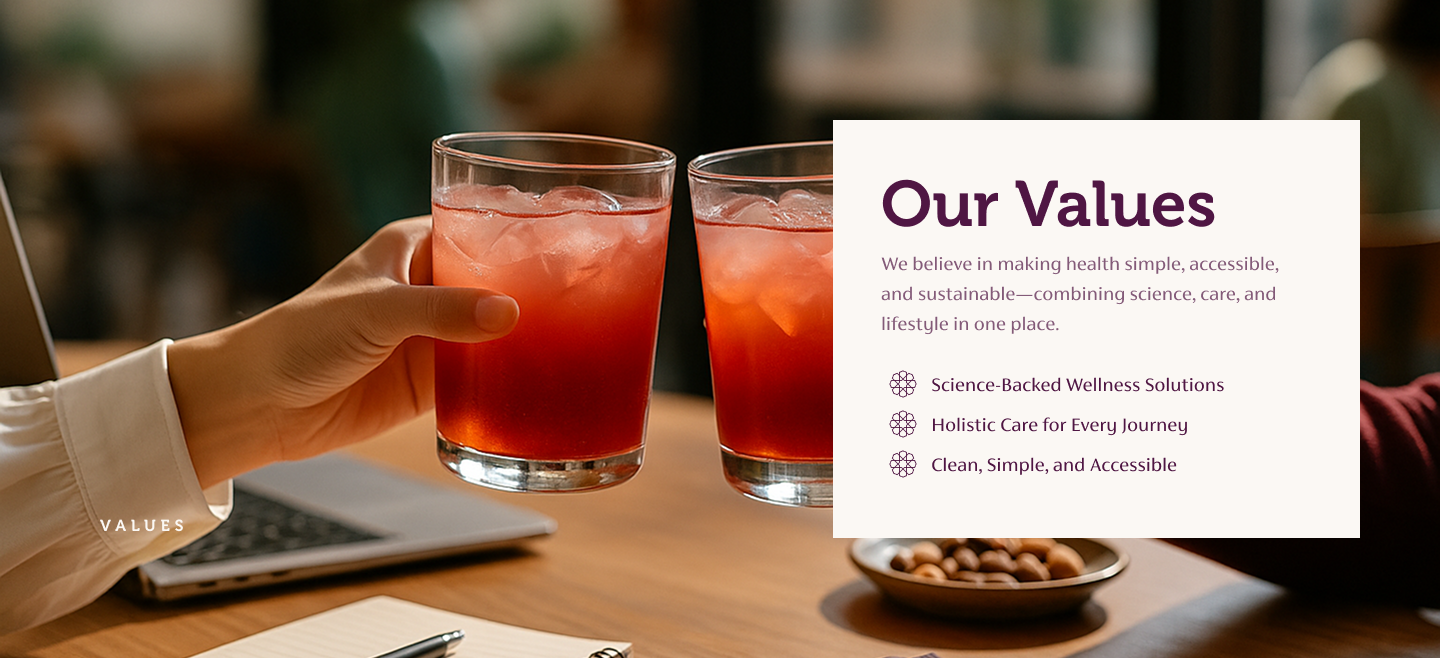 Our Values
We believe in making health simple, accessible,
and sustainable—combining science, care, and
lifestyle in one place.
Science-Backed Wellness Solutions
Holistic Care for Every Journey
Clean, Simple, and Accessible
VALUES